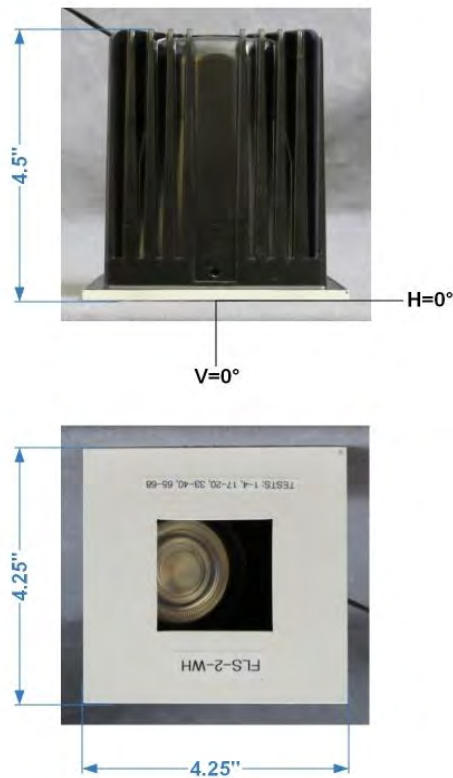 4.5"
H=0°
V=0°
TESTS: 1-4, 17-20, 33-40, 65-68
4.25"
FLS-2-WH
4.25"